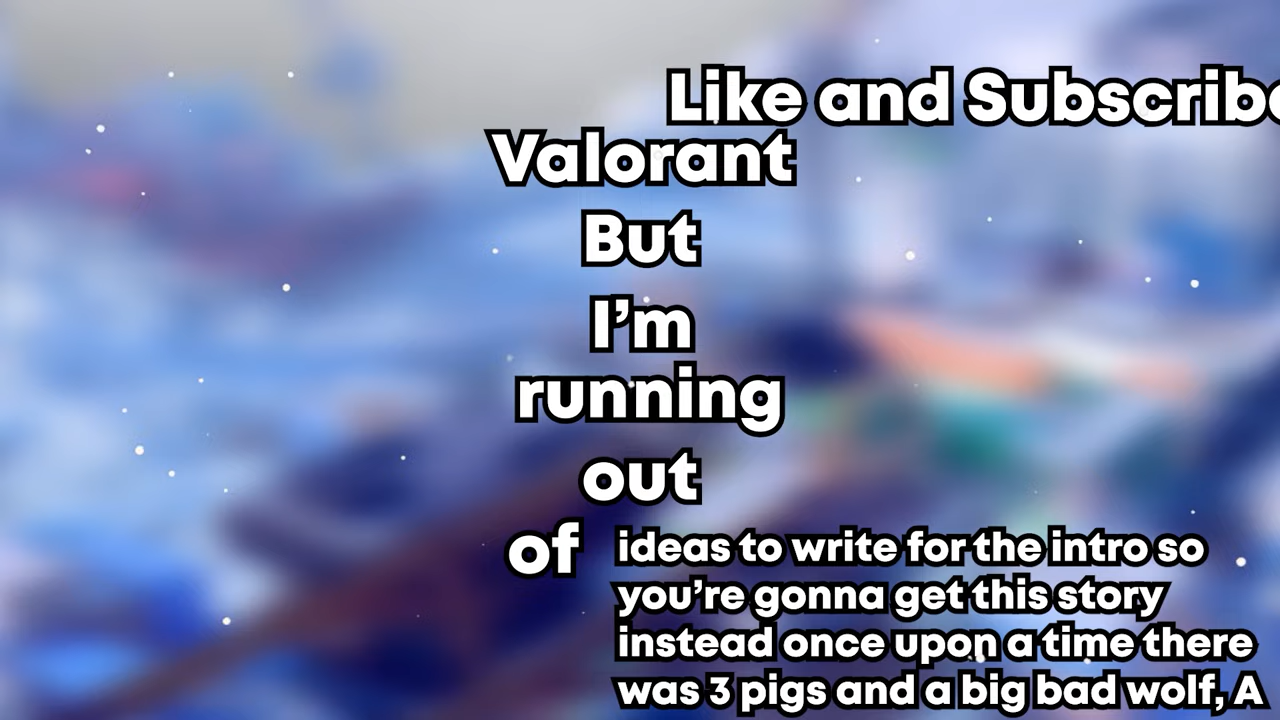 Like and Subscribe
Valorant
But
I'm
running
out
of
ideas to write for the intro so
you're gonna get this story
instead once upon a time there
was 3 pigs and a big bad wolf, A